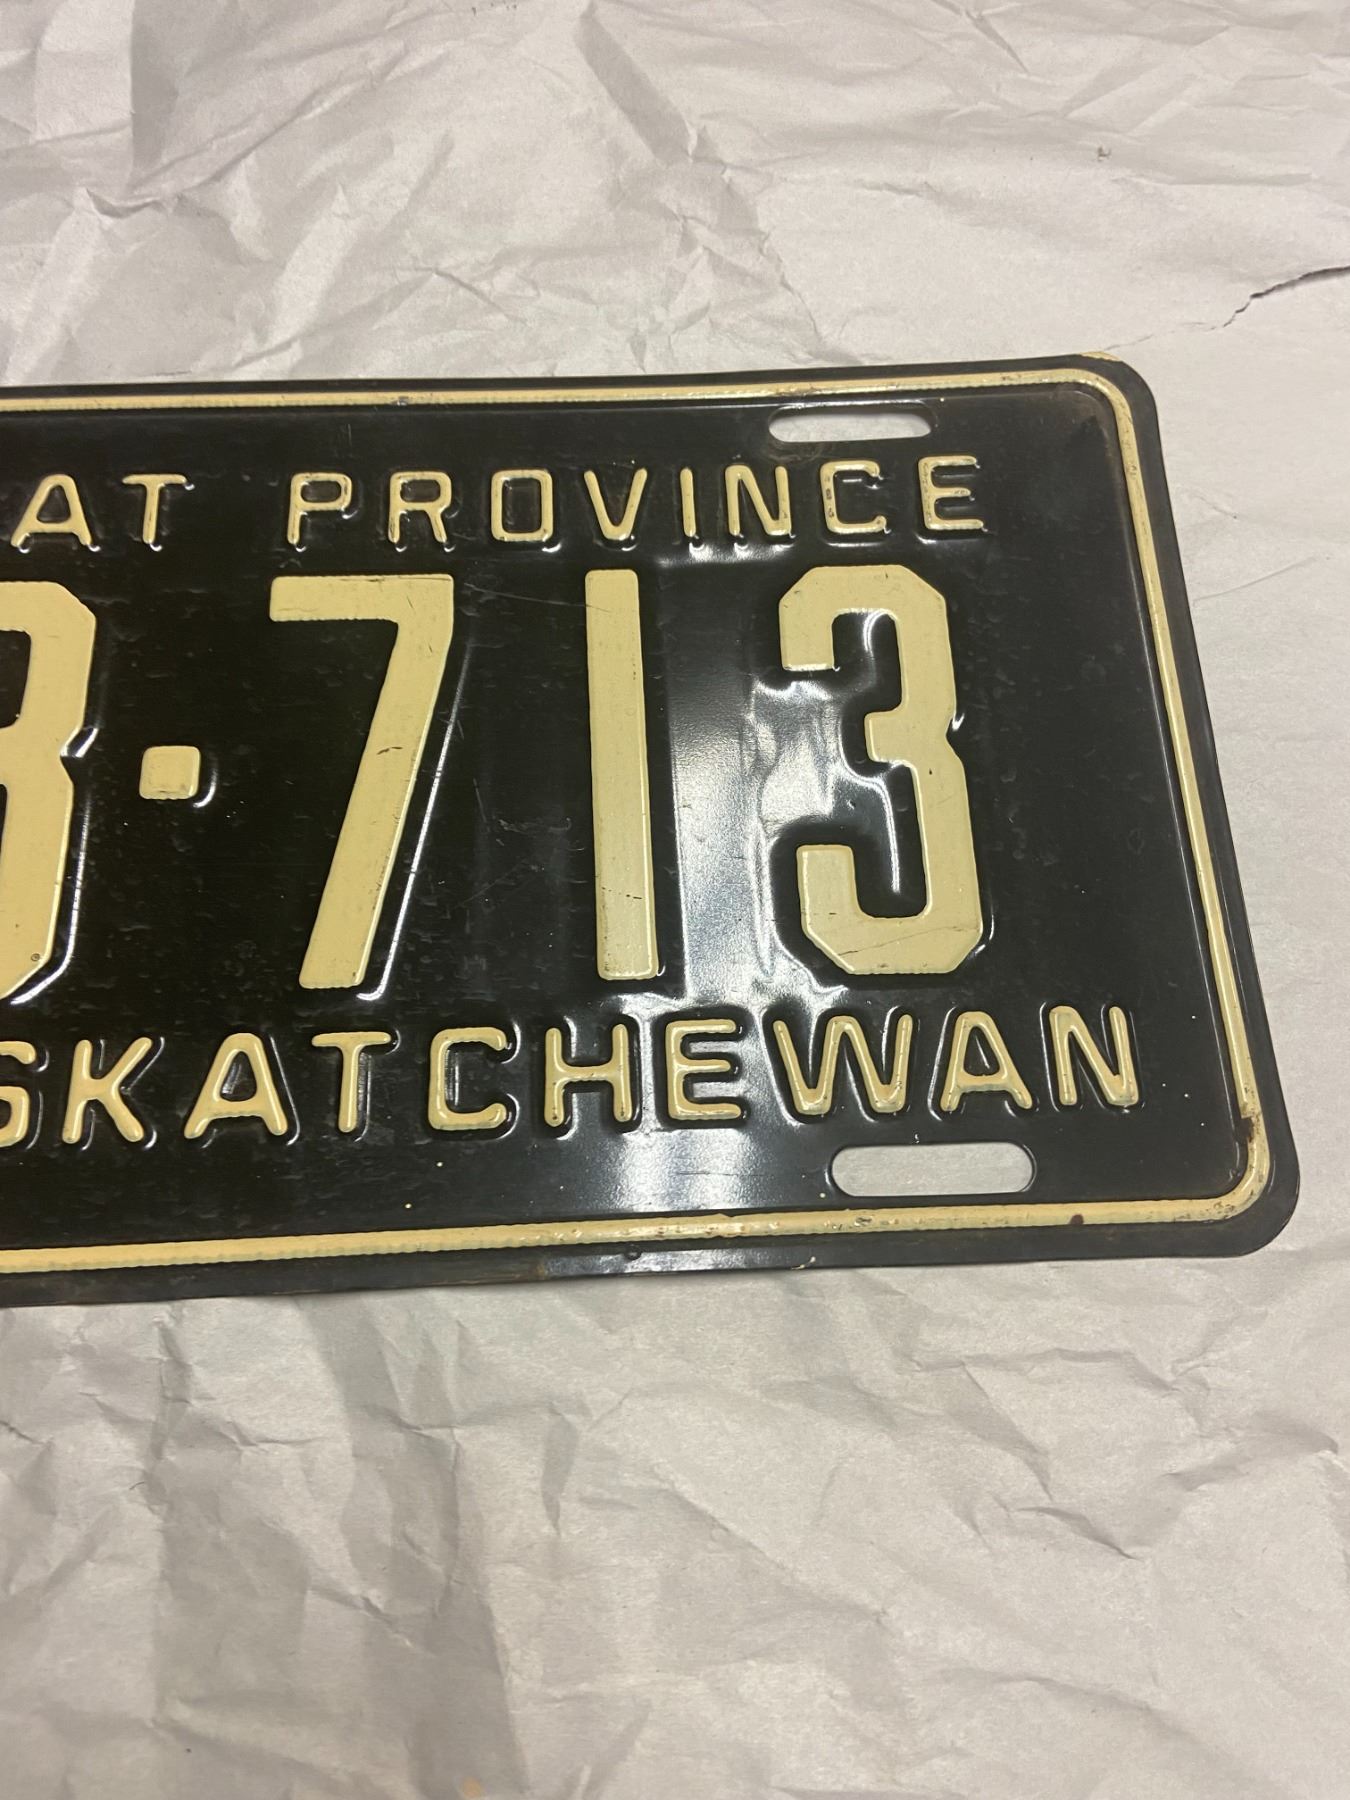 AT PROVINCE
3·713
SKATCHEWAN